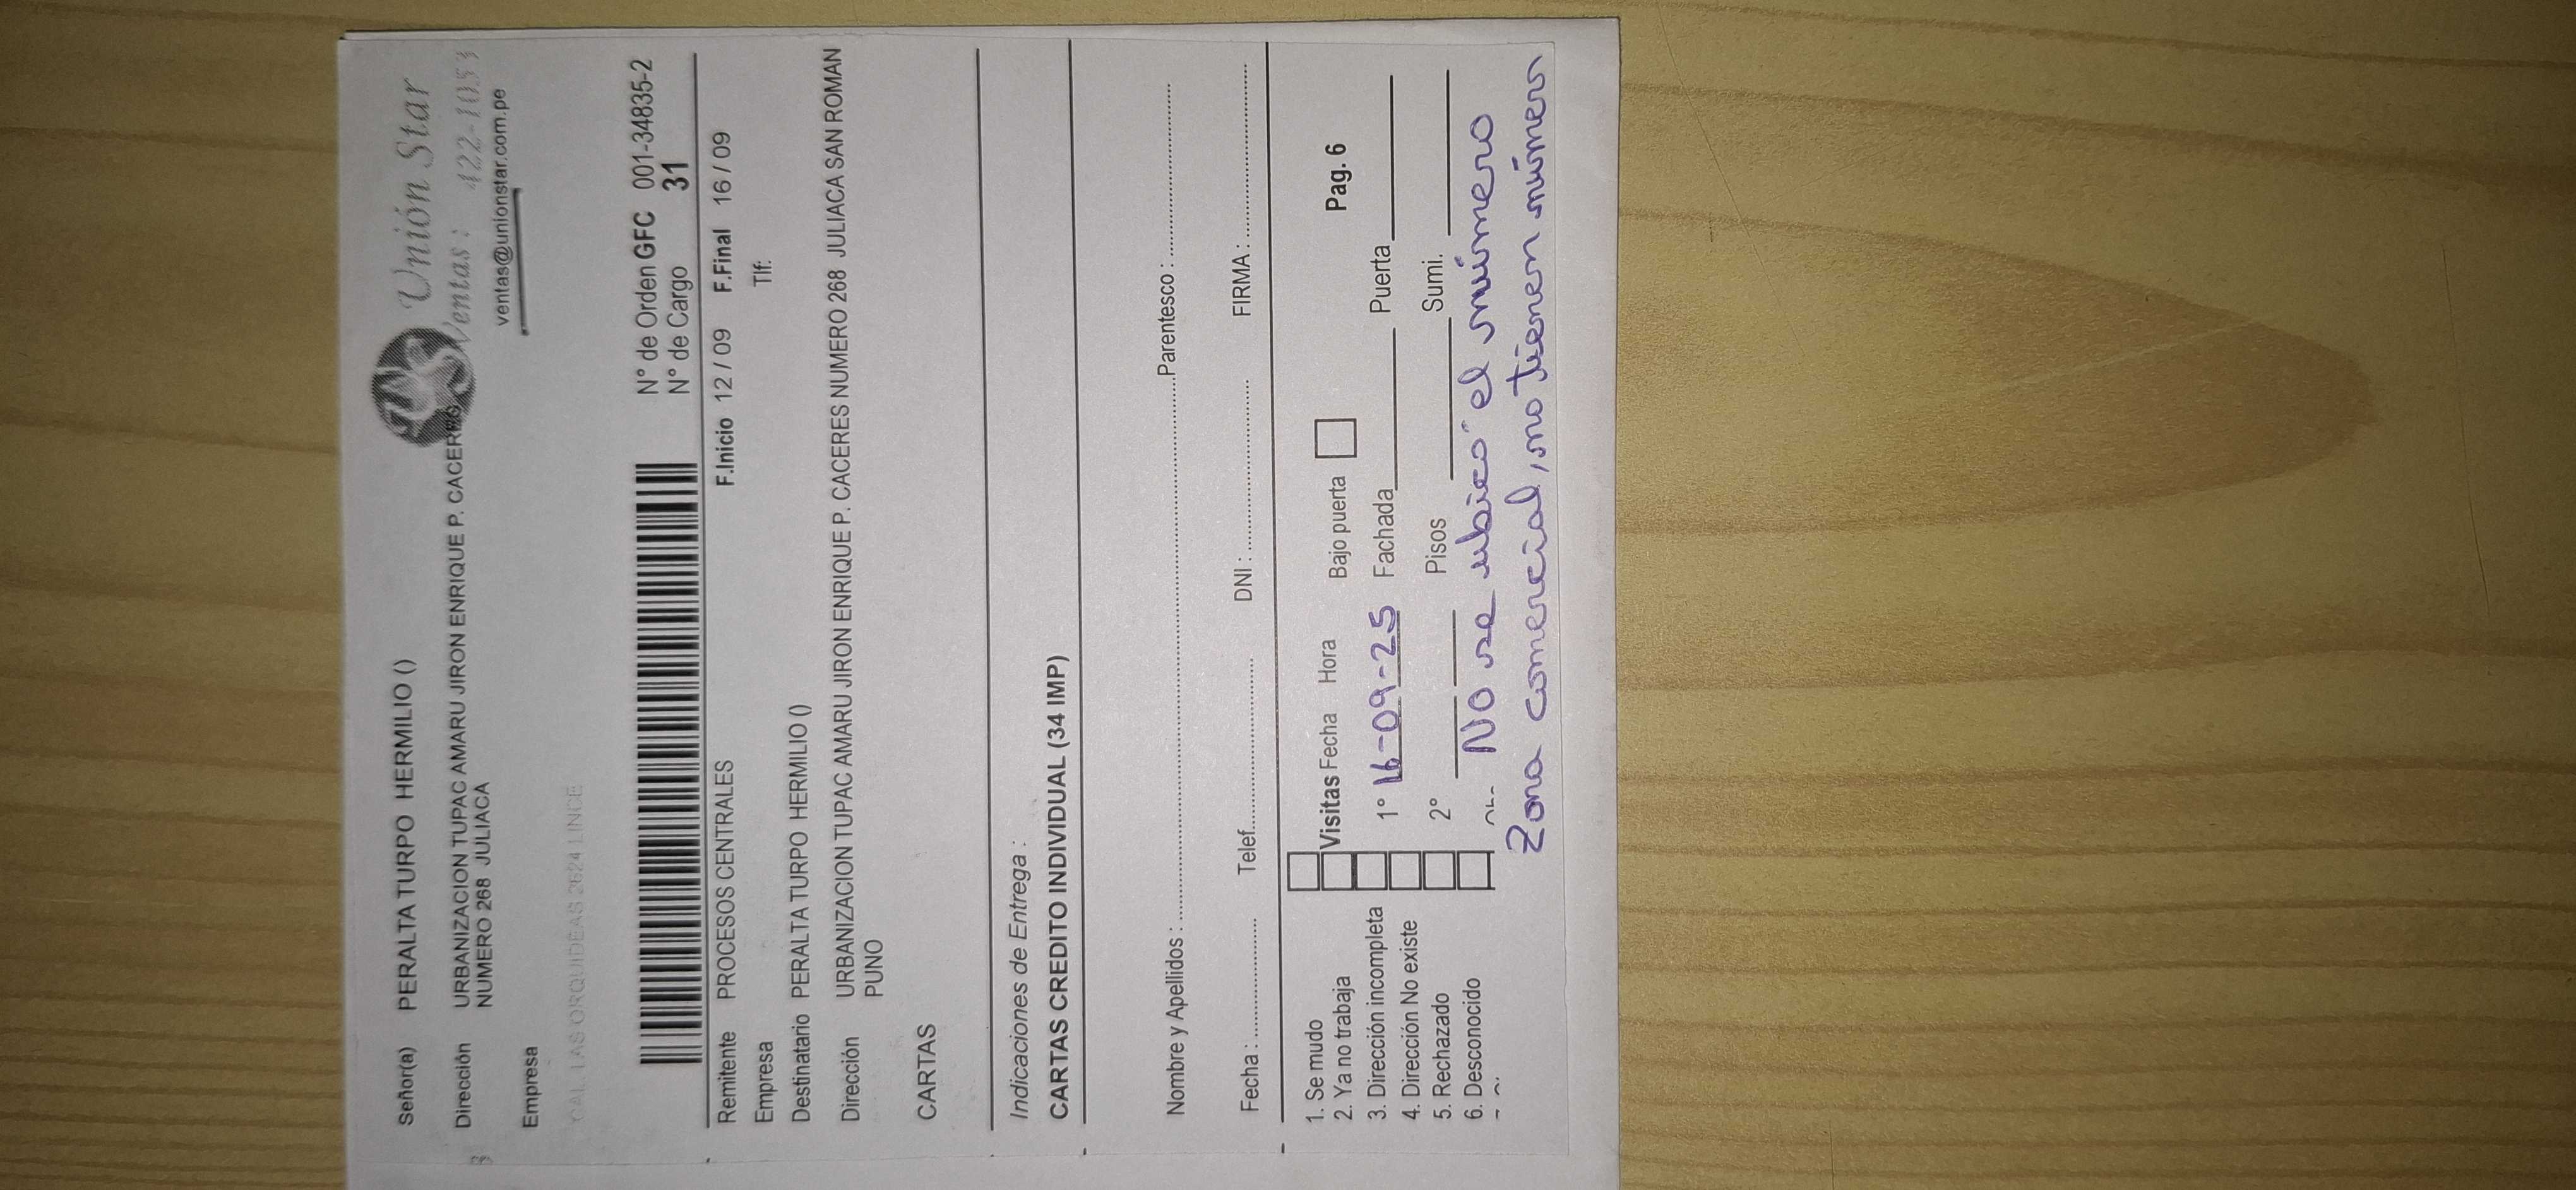 Unión Star
Señor(a) PERALTA TURPO HERMILIO ()
Ventas: 422-1053
Dirección URBANIZACION TUPAC AMARU JIRON ENRIQUE P. CACERES
NUMERO 268 JULIACA
ventas@unionstar.com.pe
Empresa
LAS ORQUIDEAS 2624 LINCE
N° de Orden GFC 001-34835-2
N° de Cargo 31
Remitente PROCESOS CENTRALES F.Inicio 12 / 09 F.Final 16 / 09
Empresa Tlf:
Destinatario PERALTA TURPO HERMILIO ()
Dirección URBANIZACION TUPAC AMARU JIRON ENRIQUE P. CACERES NUMERO 268 JULIACA SAN ROMAN
PUNO
CARTAS
Indicaciones de Entrega :
CARTAS CREDITO INDIVIDUAL (34 IMP)
Nombre y Apellidos : Parentesco :
Fecha : Telef. DNI : FIRMA :
1. Se mudo
2. Ya no trabaja Visitas Fecha Hora Bajo puerta Pag. 6
3. Dirección incompleta 1° 16-09-25 Fachada Puerta
4. Dirección No existe
5. Rechazado 2° Pisos Sumi.
6. Desconocido
No se ubicó el número
Zona comercial, no tienen número